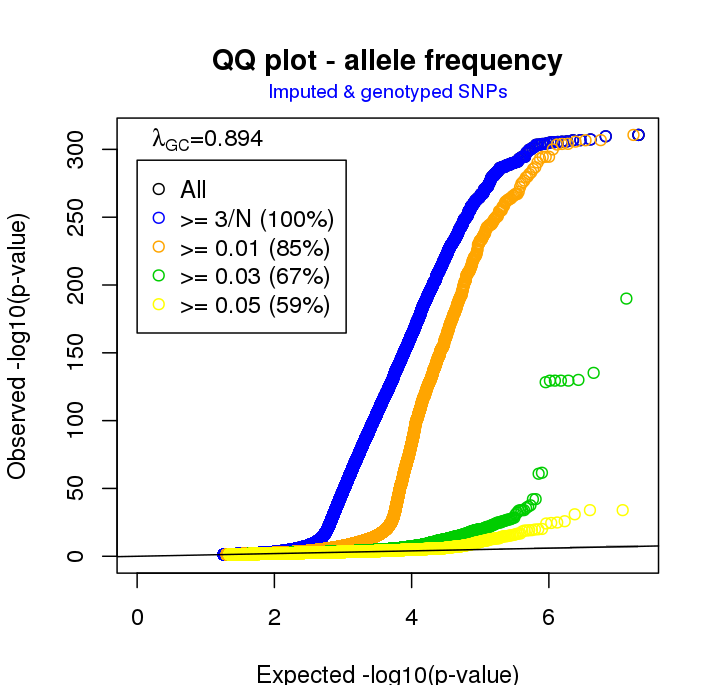 QQ plot - allele frequency
Imputed & genotyped SNPs
λGC=0.894
All
>= 3/N (100%)
>= 0.01 (85%)
>= 0.03 (67%)
>= 0.05 (59%)
Observed -log10(p-value)
300
250
200
150
100
50
0
0 2 4 6
Expected -log10(p-value)